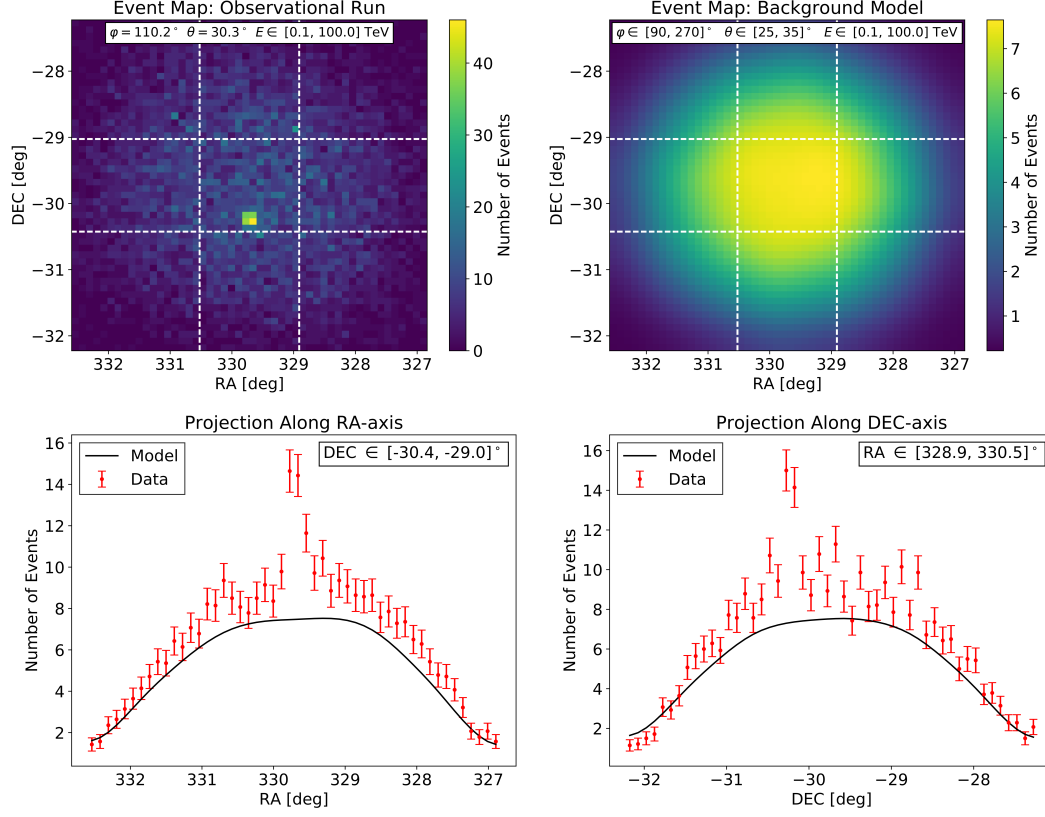 Event Map: Observational Run
φ = 110.2° θ = 30.3° E ∈ [0.1, 100.0] TeV
−28
−29
−30
−31
−32
DEC [deg]
332
331
330
329
328
327
RA [deg]
40
30
20
10
0
Number of Events
Event Map: Background Model
φ ∈ [90, 270]° θ ∈ [25, 35]° E ∈ [0.1, 100.0] TeV
−28
−29
−30
−31
−32
DEC [deg]
332
331
330
329
328
327
RA [deg]
7
6
5
4
3
2
1
Number of Events
Projection Along RA-axis
Model
Data
DEC ∈ [-30.4, -29.0]°
16
14
12
10
8
6
4
2
Number of Events
332
331
330
329
328
327
RA [deg]
Projection Along DEC-axis
Model
Data
RA ∈ [328.9, 330.5]°
16
14
12
10
8
6
4
2
Number of Events
−32
−31
−30
−29
−28
DEC [deg]